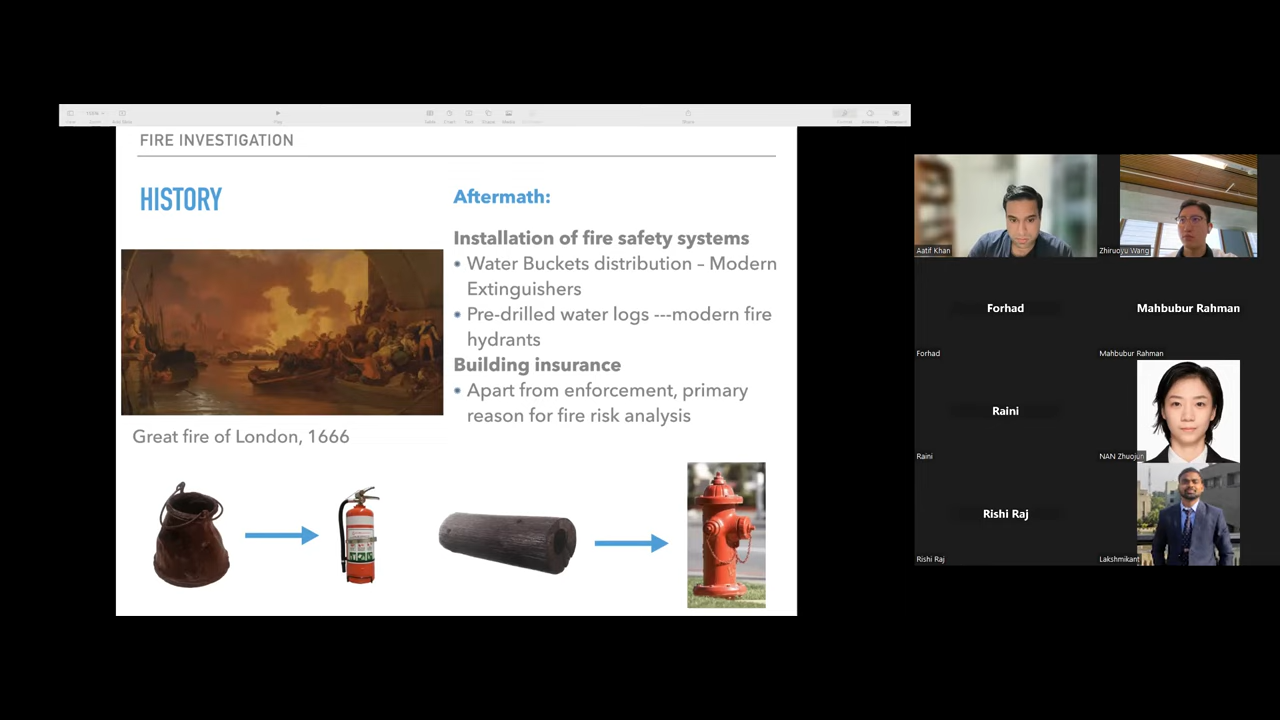 FIRE INVESTIGATION
HISTORY
Great fire of London, 1666
Aftermath:
Installation of fire safety systems
• Water Buckets distribution – Modern
Extinguishers
• Pre-drilled water logs ---modern fire
hydrants
Building insurance
• Apart from enforcement, primary
reason for fire risk analysis
Aatif Khan
Zhiruoyu Wang
Forhad
Forhad
Mahbubur Rahman
Mahbubur Rahman
Raini
Raini
NAN Zhuojun
Rishi Raj
Rishi Raj
Lakshmikant